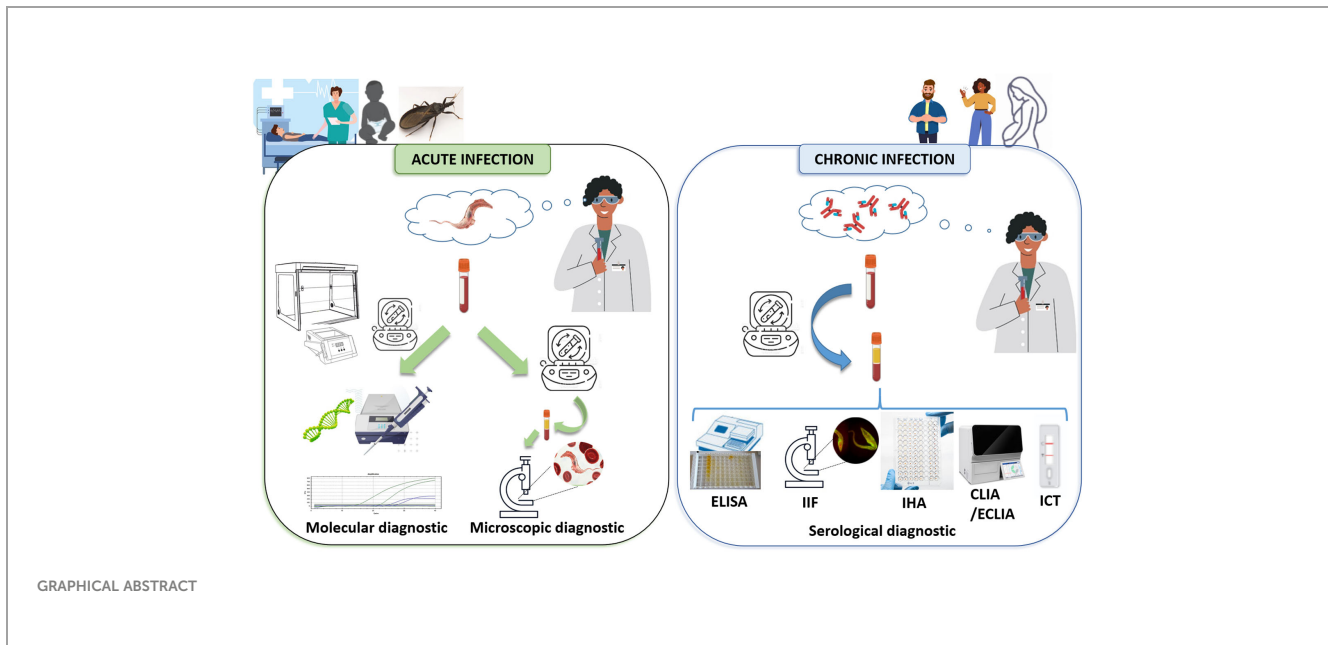 ACUTE INFECTION
CHRONIC INFECTION
ELISA
IIF
IHA
CLIA
/ECLIA
ICT
Molecular diagnostic
Microscopic diagnostic
Serological diagnostic
GRAPHICAL ABSTRACT